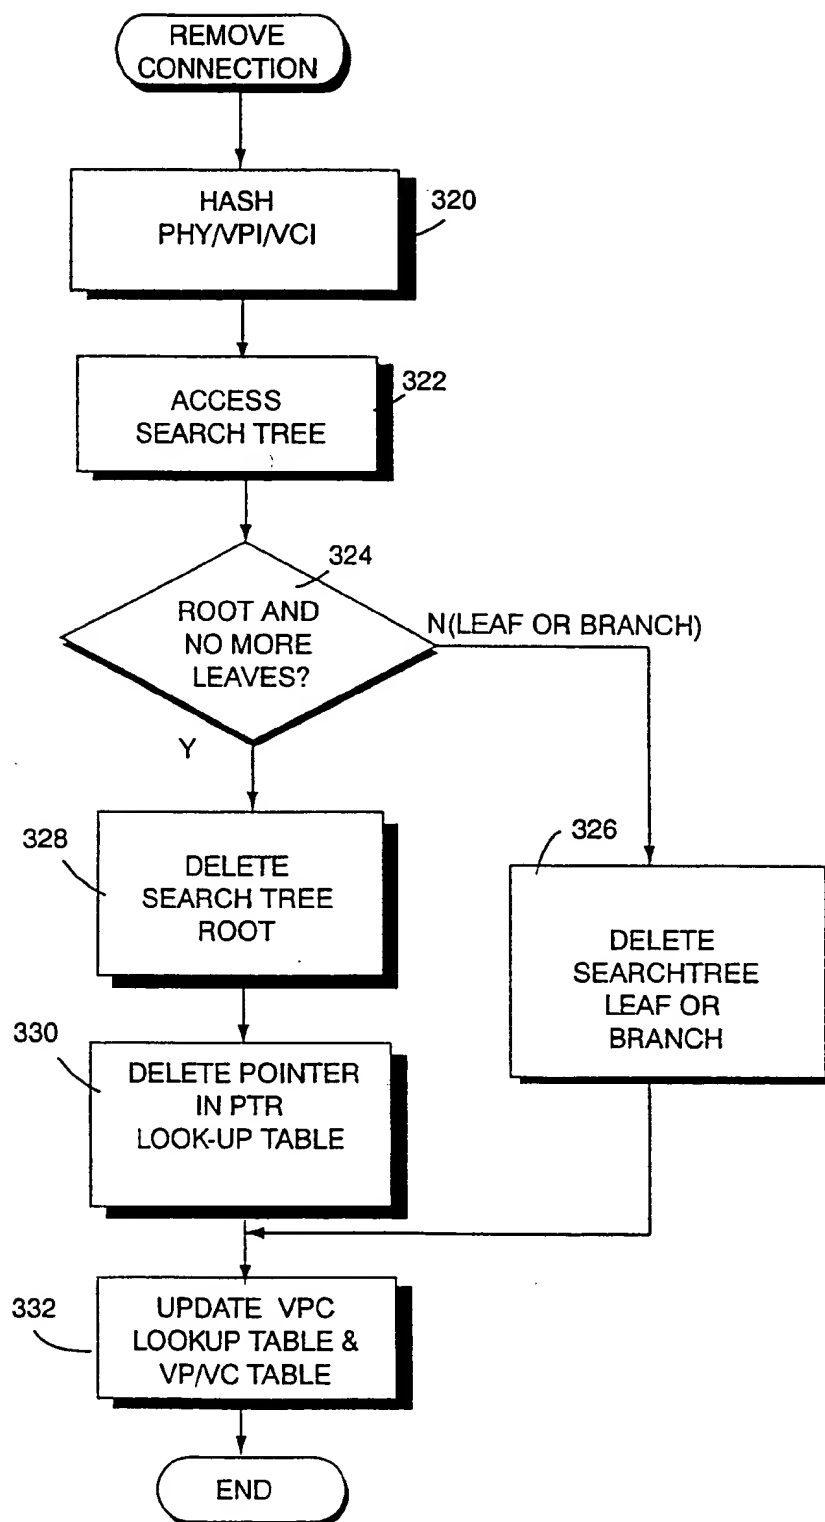 REMOVE
CONNECTION
HASH
PHY/VPI/VCI
320
ACCESS
SEARCH TREE
322
324
ROOT AND
NO MORE
LEAVES?
N(LEAF OR BRANCH)
Y
328
DELETE
SEARCH TREE
ROOT
326
DELETE
SEARCHTREE
LEAF OR
BRANCH
330
DELETE POINTER
IN PTR
LOOK-UP TABLE
332
UPDATE VPC
LOOKUP TABLE &
VP/VC TABLE
END